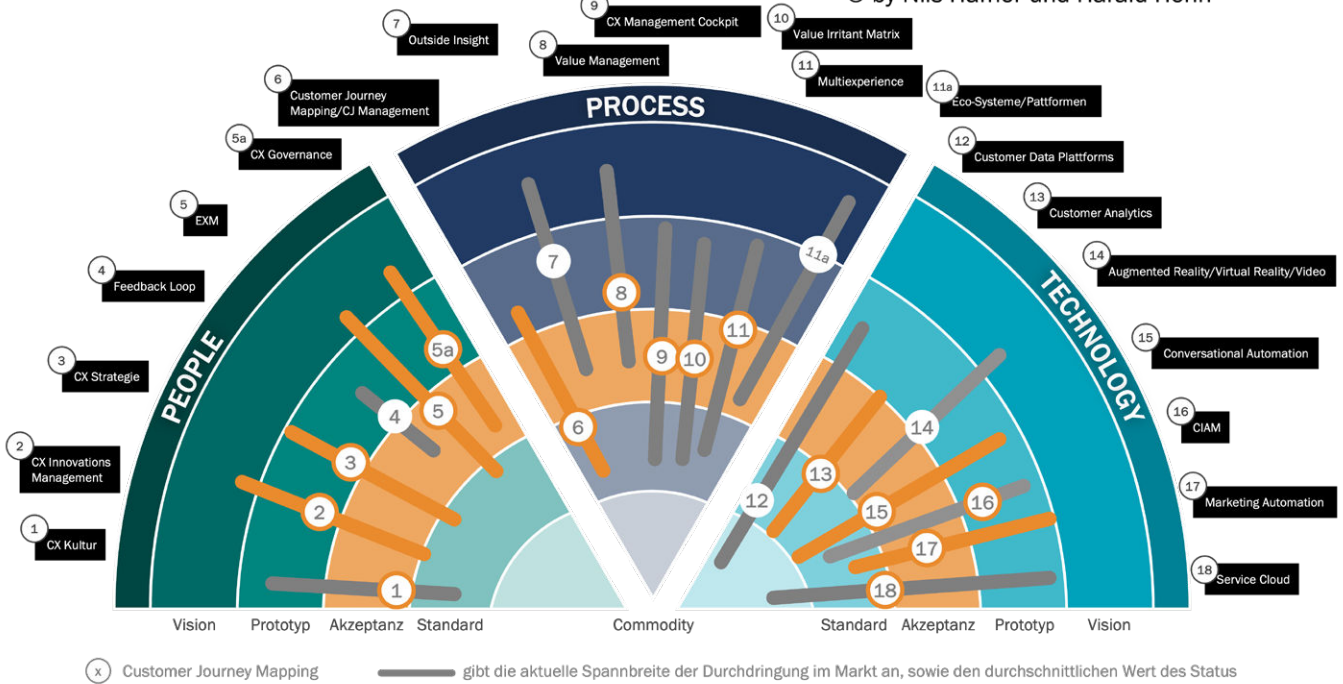 © by Nils Hafner und Harald Henn
9
CX Management Cockpit
10
Value Irritant Matrix
7
Outside Insight
8
Value Management
11
Multiexperience
6
Customer Journey
Mapping/CJ Management
11a
Eco-Systeme/Pattformen
5a
CX Governance
12
Customer Data Plattforms
5
EXM
13
Customer Analytics
4
Feedback Loop
14
Augmented Reality/Virtual Reality/Video
3
CX Strategie
15
Conversational Automation
2
CX Innovations
Management
16
CIAM
1
CX Kultur
17
Marketing Automation
18
Service Cloud
PEOPLE
PROCESS
TECHNOLOGY
1
2
3
4
5
5a
6
7
8
9
10
11
11a
12
13
14
15
16
17
18
Vision Prototyp Akzeptanz Standard Commodity Standard Akzeptanz Prototyp Vision
x Customer Journey Mapping gibt die aktuelle Spannbreite der Durchdringung im Markt an, sowie den durchschnittlichen Wert des Status